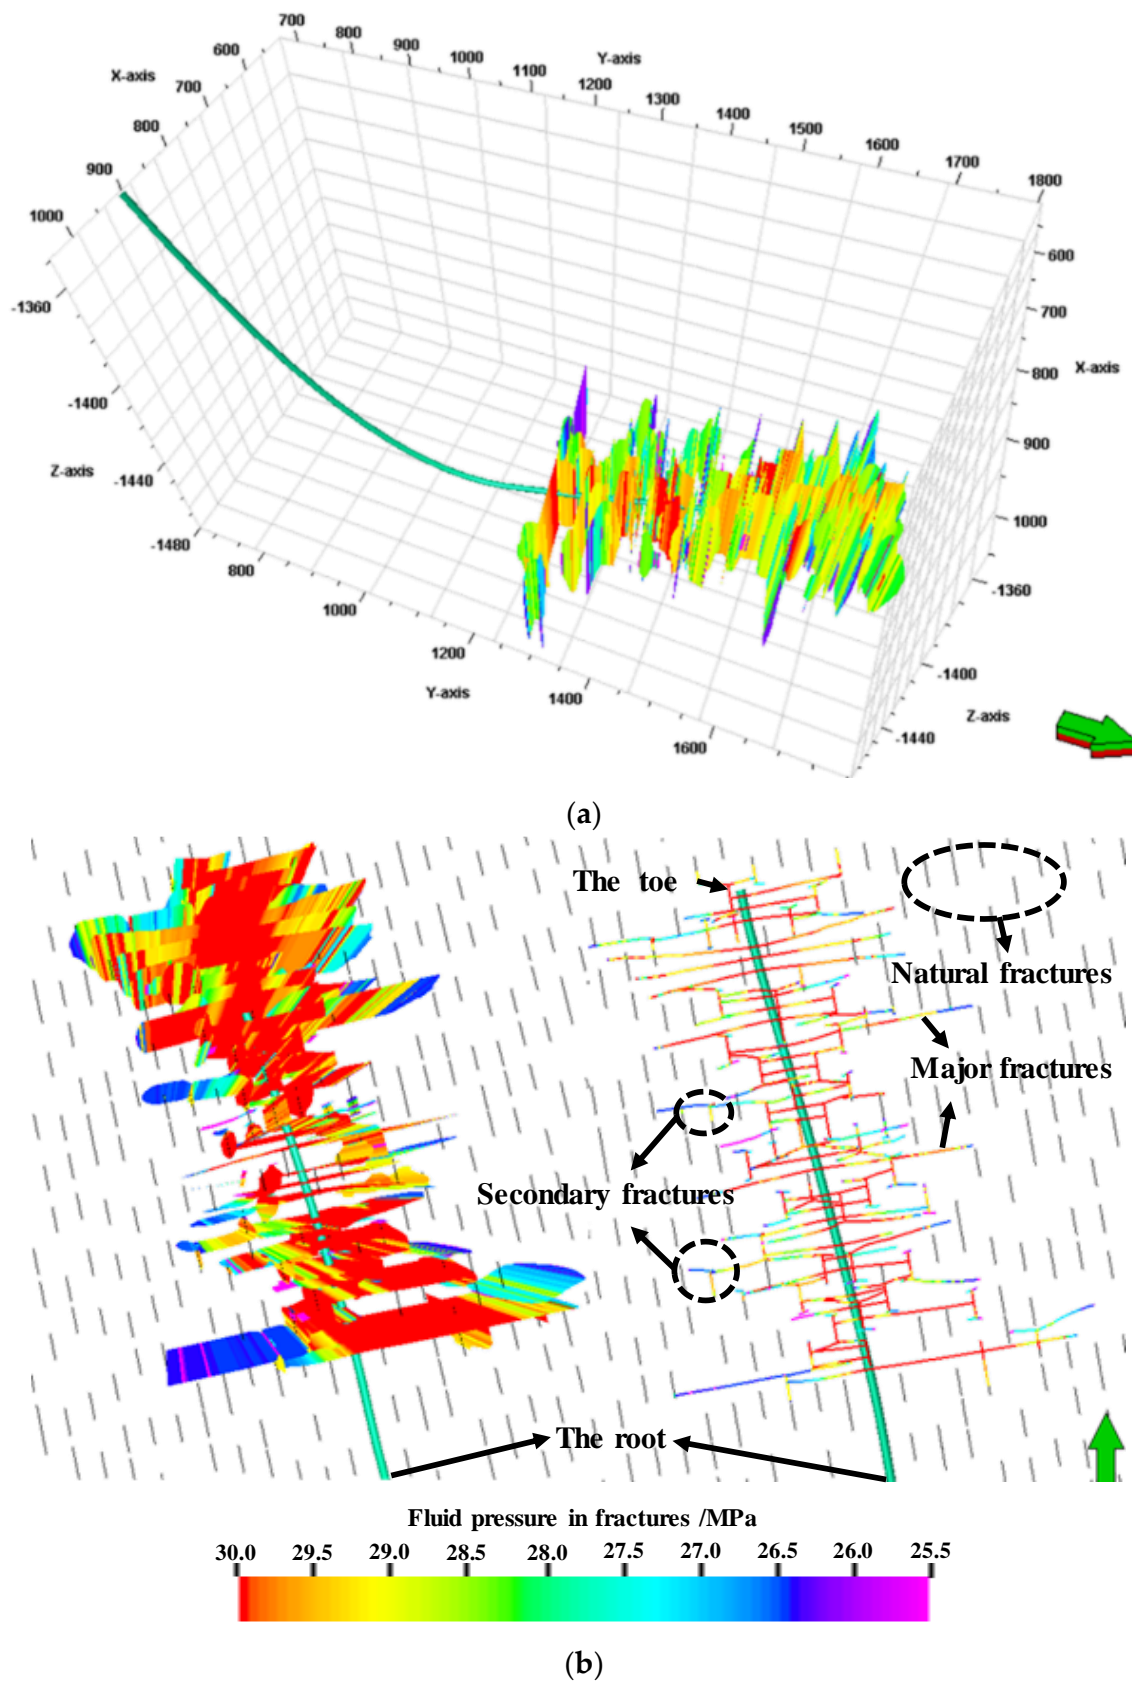 700
800
900
1000
1100
1200
1300
1400
1500
1600
1700
1800
Y-axis
600
700
800
900
1000
X-axis
-1360
-1400
-1440
-1480
Z-axis
800
1000
1200
1400
1600
Y-axis
600
700
800
900
1000
X-axis
-1360
-1400
-1440
Z-axis
(a)
The toe
Natural fractures
Major fractures
Secondary fractures
The root
Fluid pressure in fractures /MPa
30.0 29.5 29.0 28.5 28.0 27.5 27.0 26.5 26.0 25.5
(b)